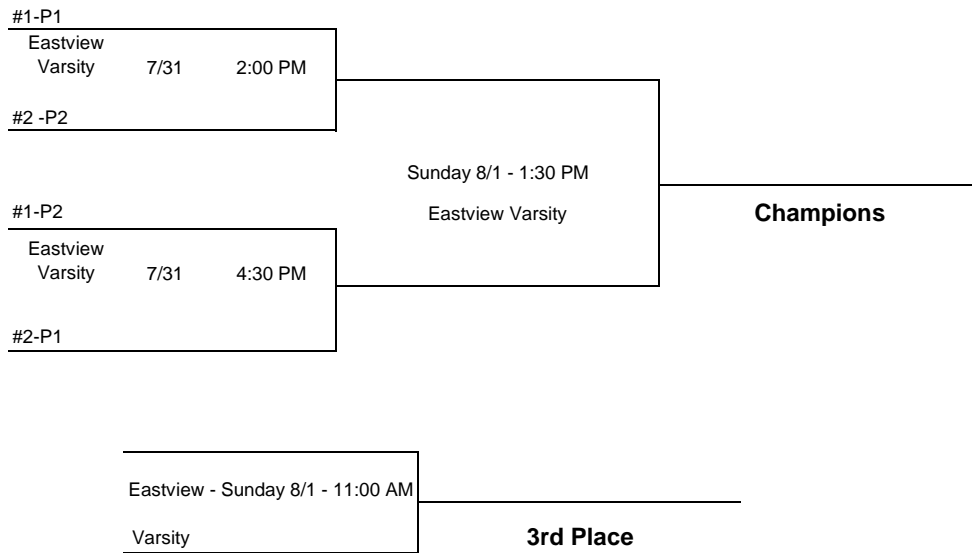 #1-P1
Eastview
Varsity 7/31 2:00 PM
#2 -P2
Sunday 8/1 - 1:30 PM
#1-P2
Eastview Varsity
Champions
Eastview
Varsity 7/31 4:30 PM
#2-P1
Eastview - Sunday 8/1 - 11:00 AM
Varsity
3rd Place